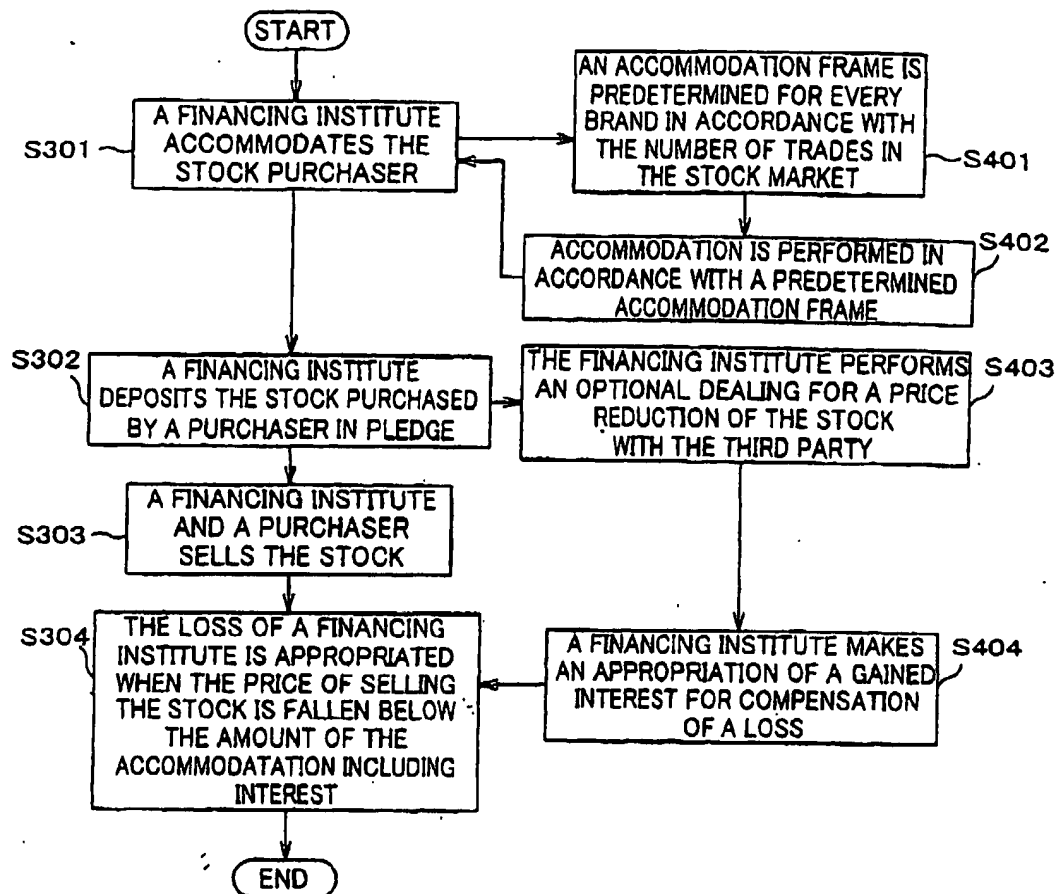 START
A FINANCING INSTITUTE
ACCOMMODATES THE
STOCK PURCHASER
S301
AN ACCOMMODATION FRAME IS
PREDETERMINED FOR EVERY
BRAND IN ACCORDANCE WITH
THE NUMBER OF TRADES IN
THE STOCK MARKET
S401
ACCOMMODATION IS PERFORMED IN
ACCORDANCE WITH A PREDETERMINED
ACCOMMODATION FRAME
S402
S302
A FINANCING INSTITUTE
DEPOSITS THE STOCK PURCHASED
BY A PURCHASER IN PLEDGE
THE FINANCING INSTITUTE PERFORMS
AN OPTIONAL DEALING FOR A PRICE
REDUCTION OF THE STOCK
WITH THE THIRD PARTY
S403
S303
A FINANCING INSTITUTE
AND A PURCHASER
SELLS THE STOCK
S304
THE LOSS OF A FINANCING
INSTITUTE IS APPROPRIATED
WHEN THE PRICE OF SELLING
THE STOCK IS FALLEN BELOW
THE AMOUNT OF THE
ACCOMMODATATION INCLUDING
INTEREST
A FINANCING INSTITUTE MAKES
AN APPROPRIATION OF A GAINED
INTEREST FOR COMPENSATION
OF A LOSS
S404
END